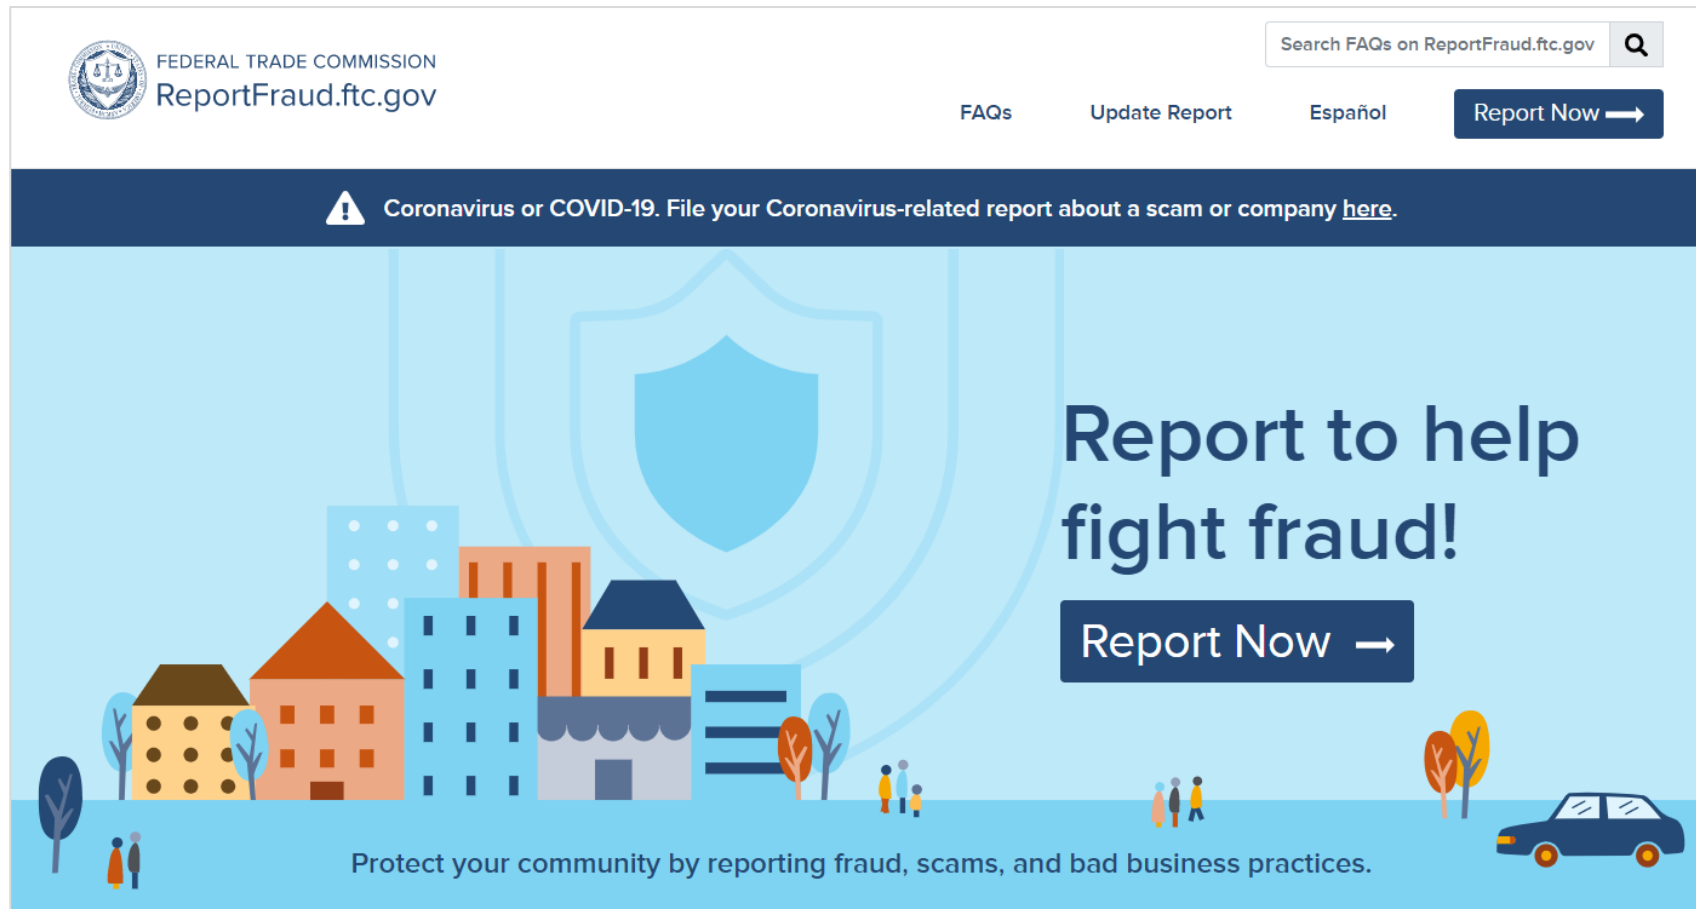 FEDERAL TRADE COMMISSION
ReportFraud.ftc.gov
Search FAQs on ReportFraud.ftc.gov
FAQs
Update Report
Español
Report Now
Coronavirus or COVID-19. File your Coronavirus-related report about a scam or company here.
Report to help
fight fraud!
Report Now
Protect your community by reporting fraud, scams, and bad business practices.